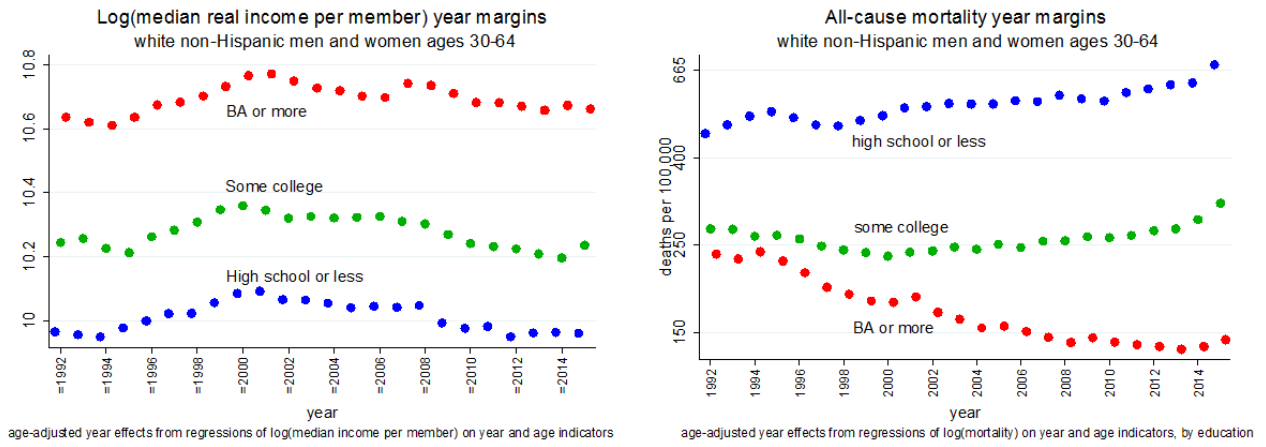 Log(median real income per member) year margins
white non-Hispanic men and women ages 30-64
10.8
10.6
10.4
10.2
10
BA or more
Some college
High school or less
=1992
=1994
=1996
=1998
=2000
=2002
=2004
=2006
=2008
=2010
=2012
=2014
year
age-adjusted year effects from regressions of log(median income per member) on year and age indicators
All-cause mortality year margins
white non-Hispanic men and women ages 30-64
deaths per 100,000
665
400
250
150
high school or less
some college
BA or more
1992
1994
1996
1998
2000
2002
2004
2006
2008
2010
2012
2014
year
age-adjusted year effects from regressions of log(mortality) on year and age indicators, by education